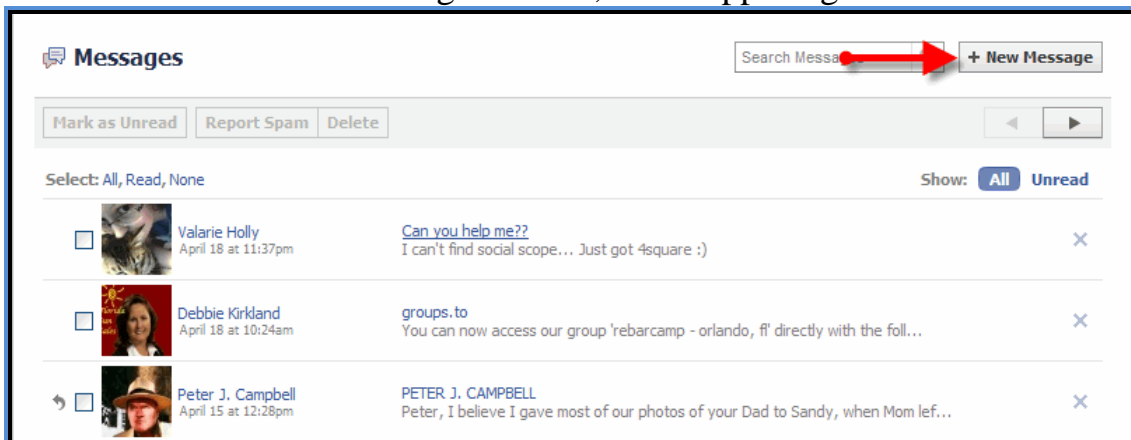 Messages
Search Messages
+ New Message
Mark as Unread Report Spam Delete
Select: All, Read, None
Show: All Unread
Valarie Holly
April 18 at 11:37pm
Can you help me??
I can't find social scope... Just got 4square :)
Debbie Kirkland
April 18 at 10:24am
groups.to
You can now access our group 'rebarcamp - orlando, fl' directly with the foll...
Peter J. Campbell
April 15 at 12:28pm
PETER J. CAMPBELL
Peter, I believe I gave most of our photos of your Dad to Sandy, when Mom lef...